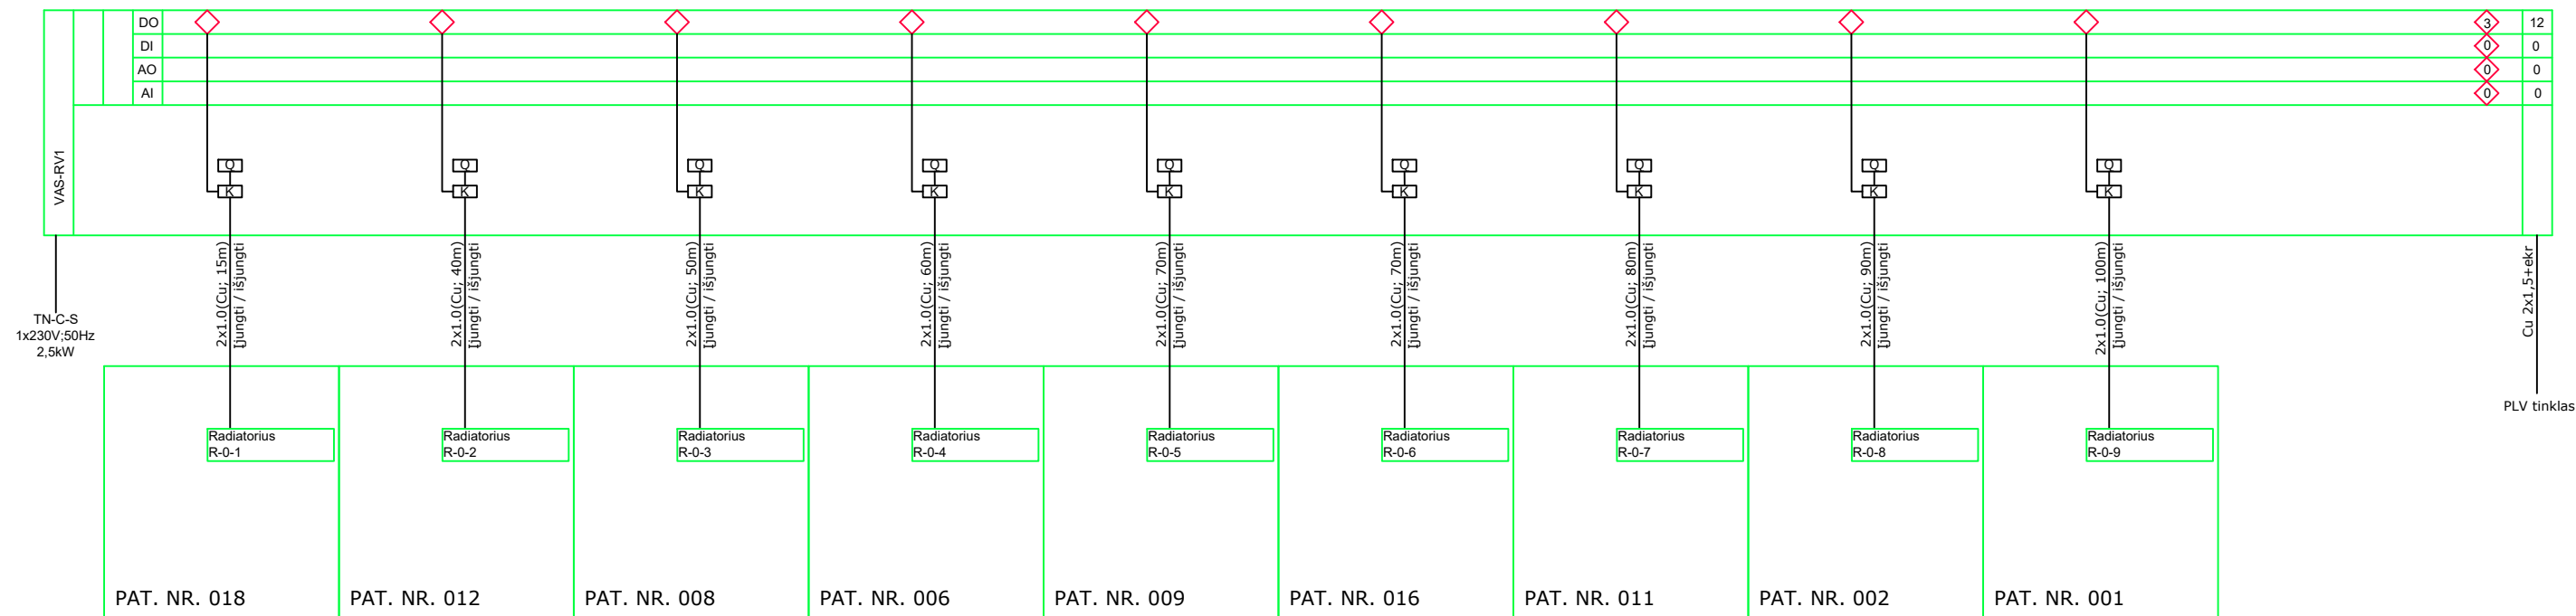 DO
3
12
DI
0
0
AO
0
0
AI
0
0
VAS-RV1
Q
Q
Q
Q
Q
Q
Q
Q
Q
K
K
K
K
K
K
K
K
K
2x1.0(Cu; 15m)
Įjungti / išjungti
2x1.0(Cu; 40m)
Įjungti / išjungti
2x1.0(Cu; 50m)
Įjungti / išjungti
2x1.0(Cu; 60m)
Įjungti / išjungti
2x1.0(Cu; 70m)
Įjungti / išjungti
2x1.0(Cu; 70m)
Įjungti / išjungti
2x1.0(Cu; 80m)
Įjungti / išjungti
2x1.0(Cu; 90m)
Įjungti / išjungti
2x1.0(Cu; 100m)
Įjungti / išjungti
Cu 2x1,5+ekr
TN-C-S
1x230V;50Hz
2,5kW
PLV tinklas
Radiatorius
R-0-1
Radiatorius
R-0-2
Radiatorius
R-0-3
Radiatorius
R-0-4
Radiatorius
R-0-5
Radiatorius
R-0-6
Radiatorius
R-0-7
Radiatorius
R-0-8
Radiatorius
R-0-9
PAT. NR. 018
PAT. NR. 012
PAT. NR. 008
PAT. NR. 006
PAT. NR. 009
PAT. NR. 016
PAT. NR. 011
PAT. NR. 002
PAT. NR. 001